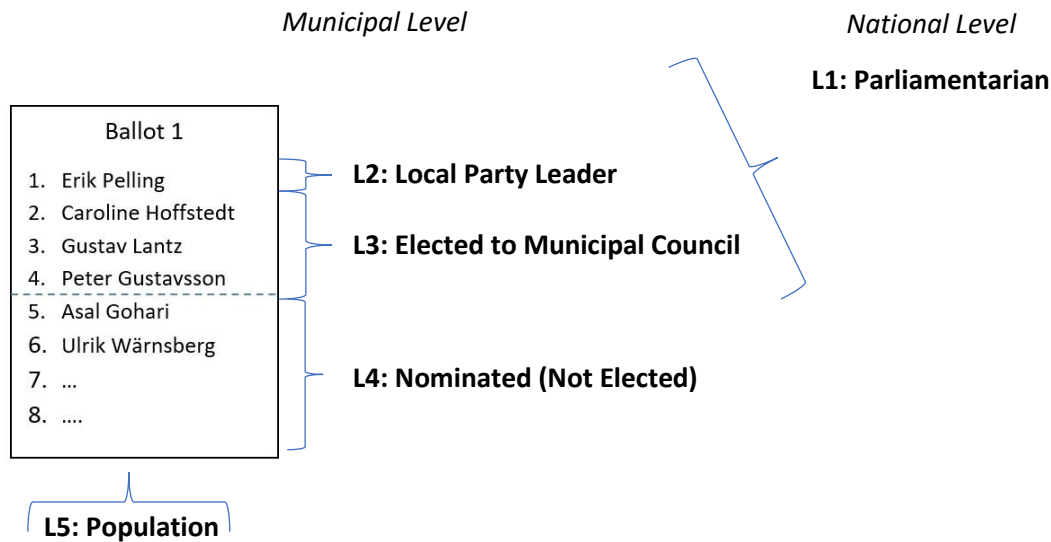 Municipal Level
National Level
L1: Parliamentarian
Ballot 1
1. Erik Pelling
2. Caroline Hoffstedt
3. Gustav Lantz
4. Peter Gustavsson
5. Asal Gohari
6. Ulrik Wärnsberg
7. ...
8. ....
L2: Local Party Leader
L3: Elected to Municipal Council
L4: Nominated (Not Elected)
L5: Population